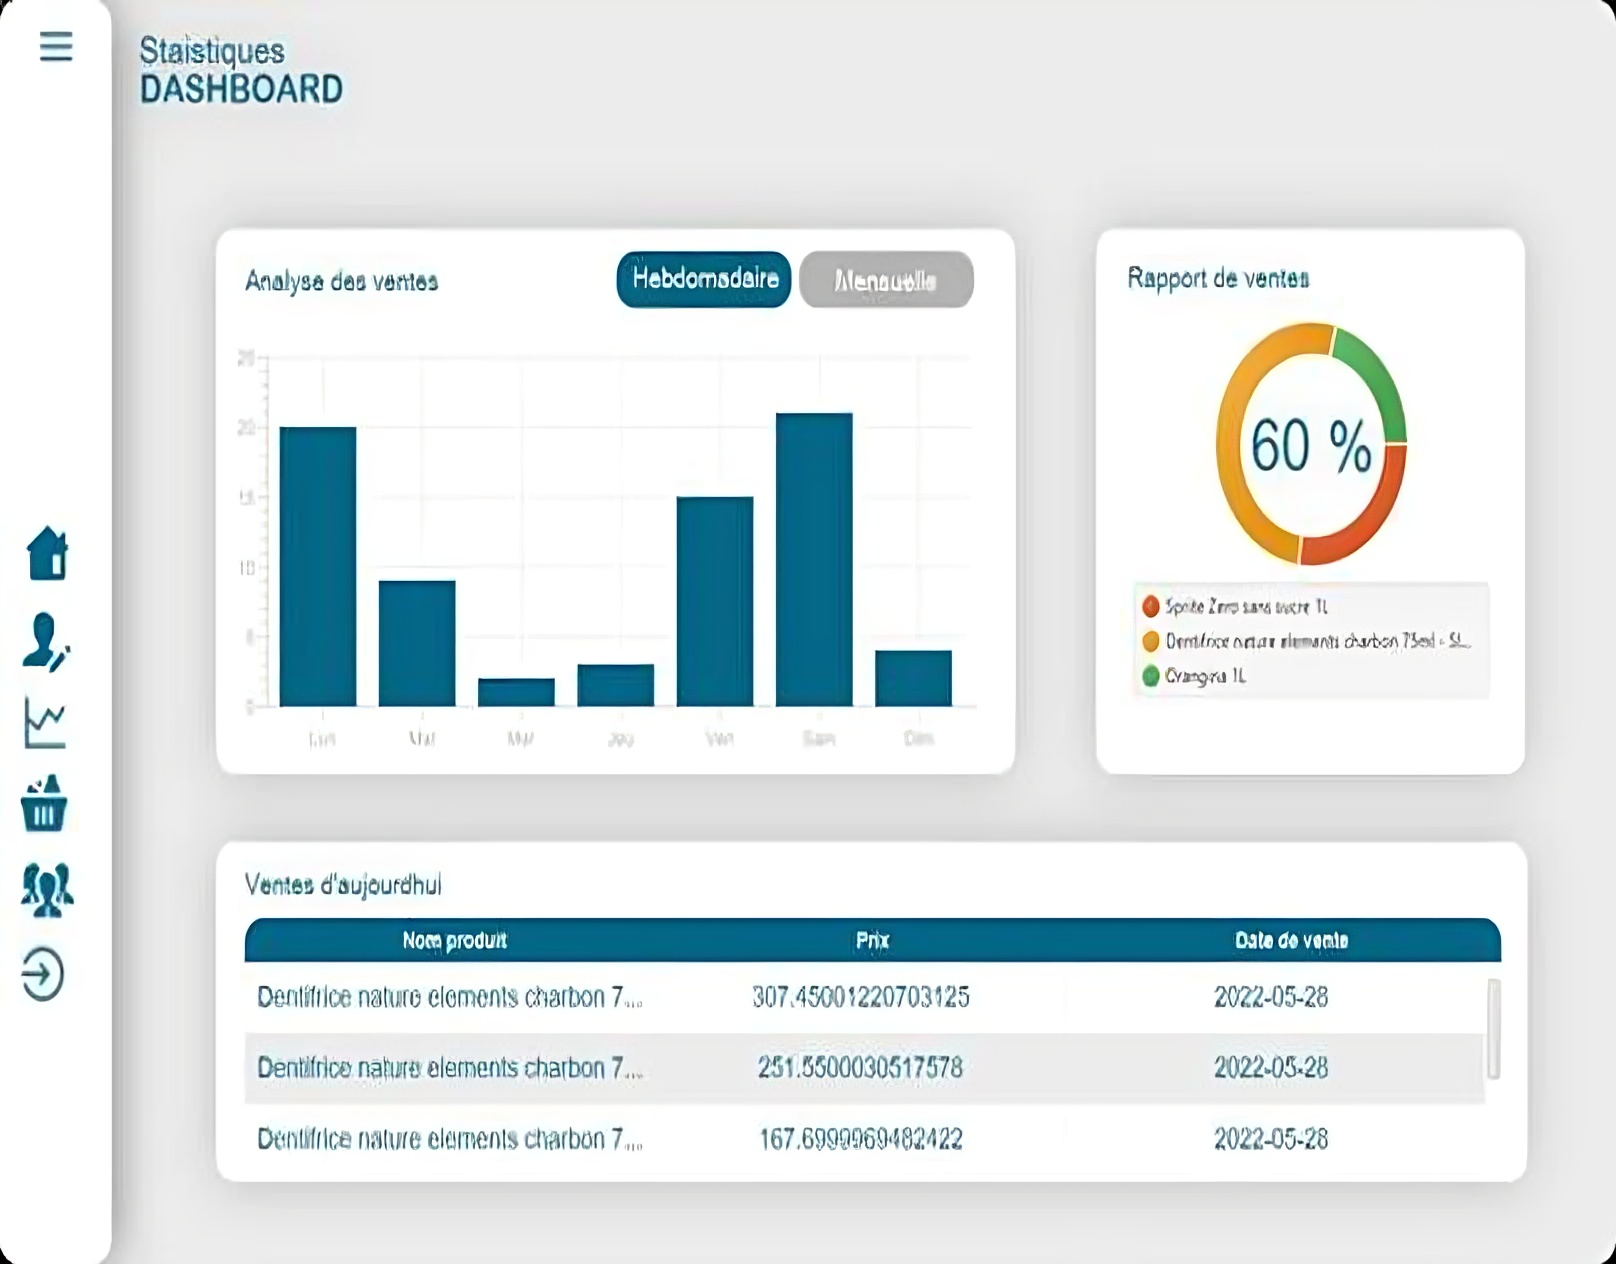 Staistiques
DASHBOARD
Analyse des ventes
Hebdomadaire
Mensuelle
Rapport de ventes
25
20
15
10
5
0
60 %
Lun
Mar
Mer
Jeu
Ven
Sam
Dim
Sprite Zero sans sucre 1L
Dentifrice nature elements charbon 75ml - SI...
Orangina 1L
Ventes d'aujourdhui
Nom produit
Prix
Date de vente
Dentifrice nature elements charbon 7... 307.45001220703125 2022-05-28
Dentifrice nature elements charbon 7... 251.5500030517578 2022-05-28
Dentifrice nature elements charbon 7... 167.6999969482422 2022-05-28